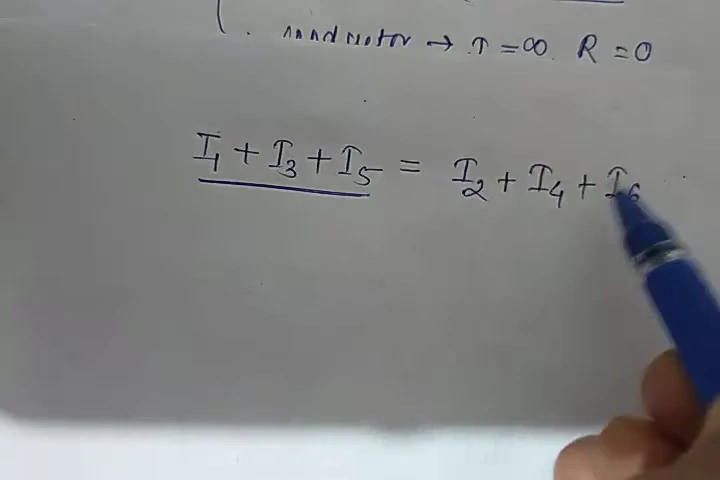 → I = ∞. R = 0
I₁ + I₃ + I₅ = I₂ + I₄ + I₆